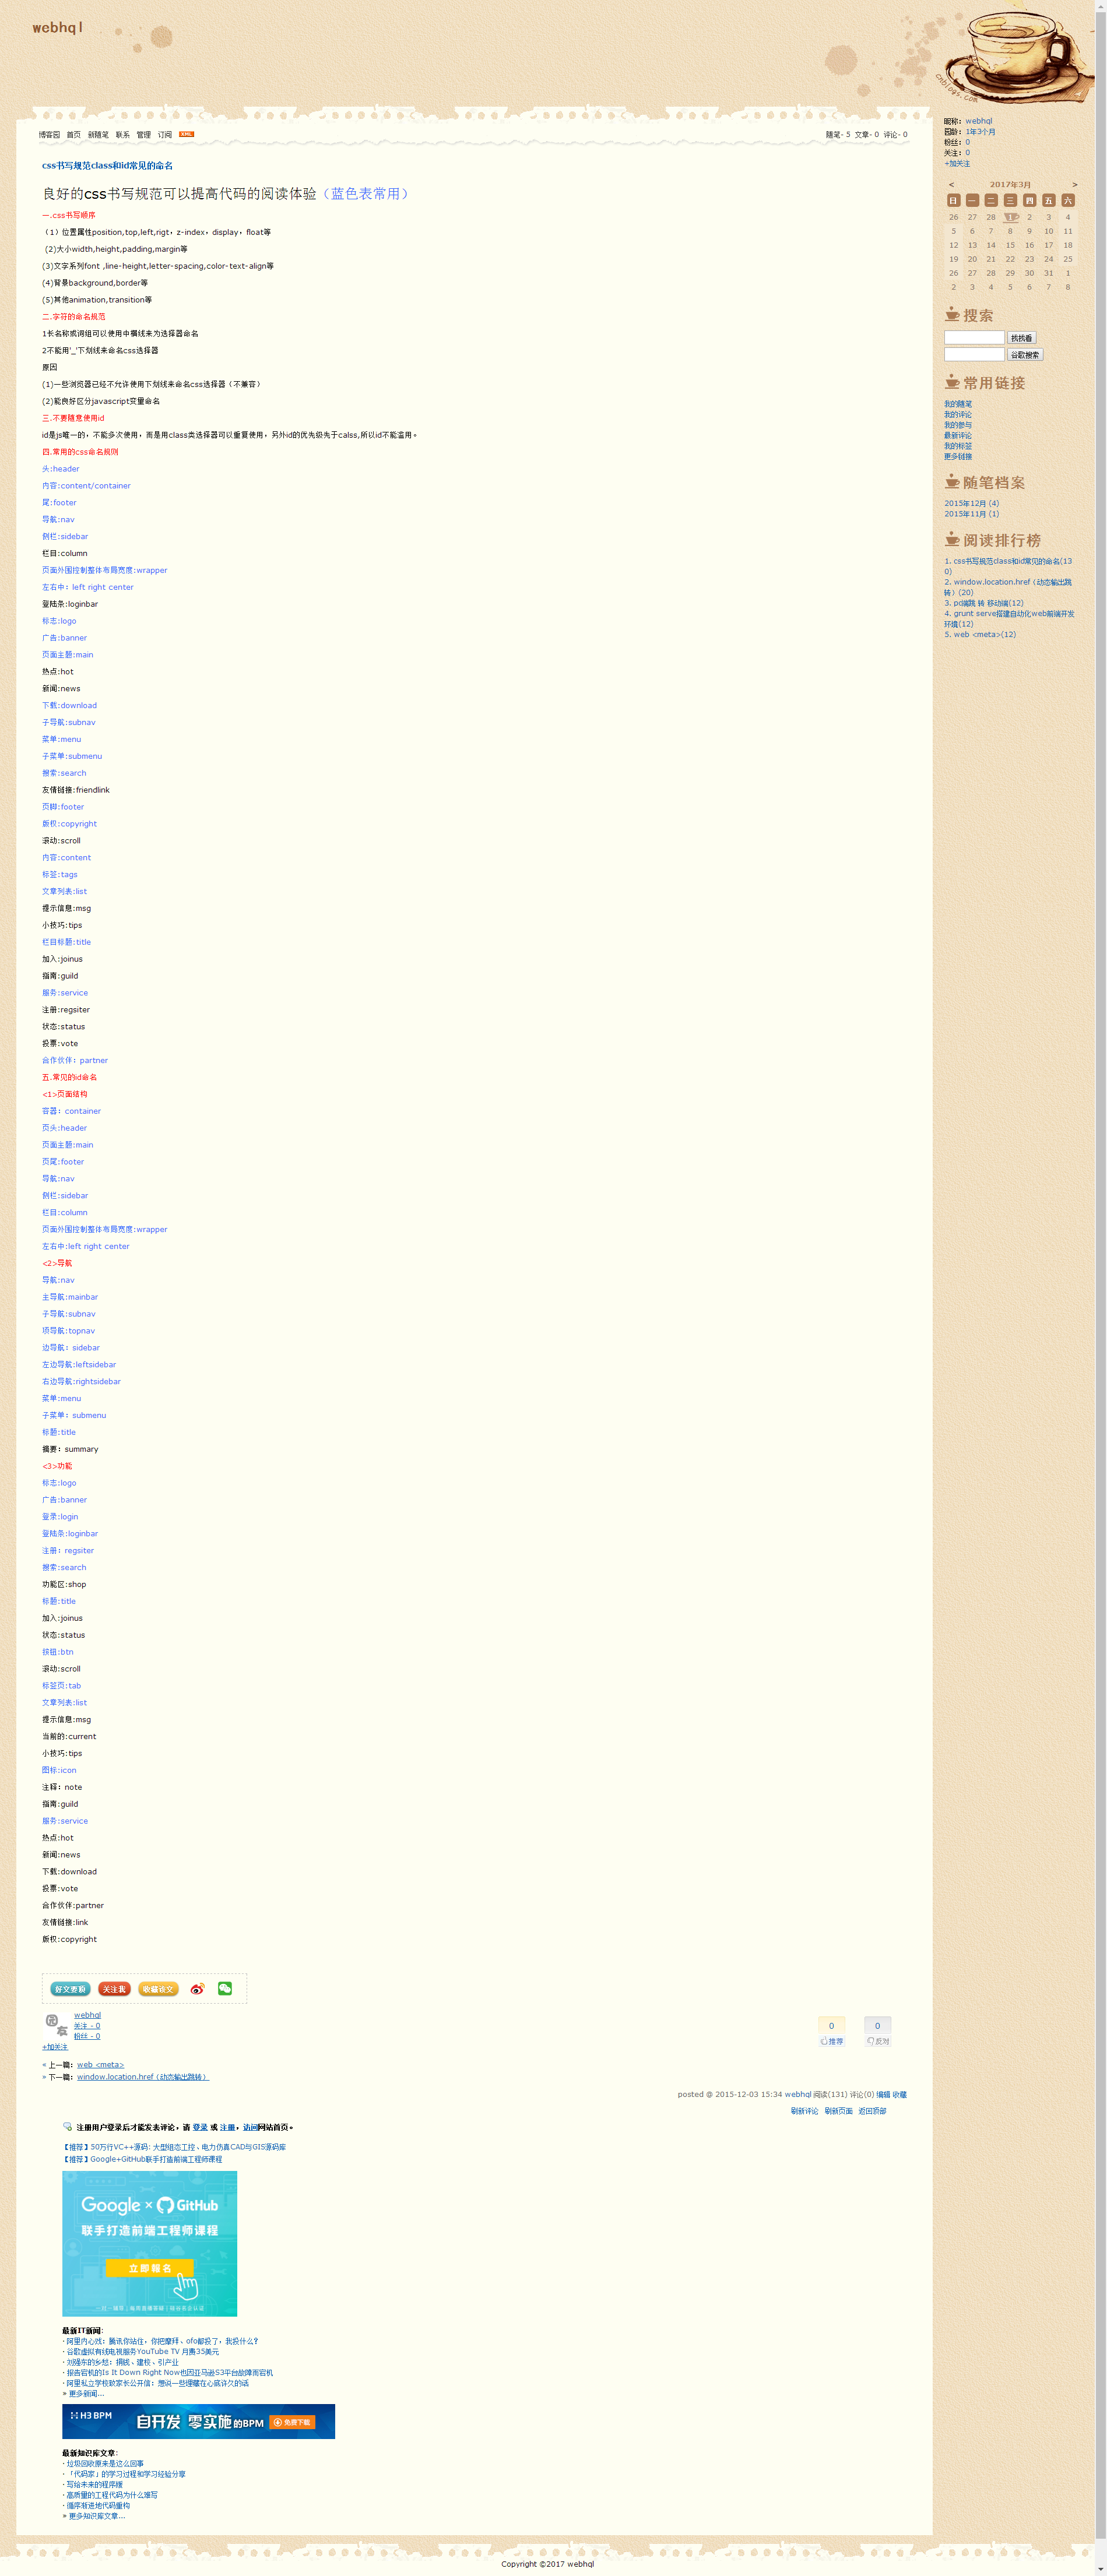 webhql
cnblogs.com
博客园 首页 新随笔 联系 管理 订阅 XML
随笔- 5 文章- 0 评论- 0
css书写规范class和id常见的命名
良好的css书写规范可以提高代码的阅读体验（蓝色表常用）
一.css书写顺序
（1）位置属性position,top,left,rigt，z-index，display，float等
(2)大小width,height,padding,margin等
(3)文字系列font ,line-height,letter-spacing,color-text-align等
(4)背景background,border等
(5)其他animation,transition等
二.字符的命名规范
1长名称或词组可以使用中横线来为选择器命名
2不能用'_'下划线来命名css选择器
原因
(1)一些浏览器已经不允许使用下划线来命名css选择器（不兼容）
(2)能良好区分javascript变量命名
三.不要随意使用id
id是js唯一的，不能多次使用，而是用class类选择器可以重复使用，另外id的优先级先于calss,所以id不能滥用。
四.常用的css命名规则
头:header
内容:content/container
尾:footer
导航:nav
侧栏:sidebar
栏目:column
页面外围控制整体布局宽度:wrapper
左右中：left right center
登陆条:loginbar
标志:logo
广告:banner
页面主题:main
热点:hot
新闻:news
下载:download
子导航:subnav
菜单:menu
子菜单:submenu
搜索:search
友情链接:friendlink
页脚:footer
版权:copyright
滚动:scroll
内容:content
标签:tags
文章列表:list
提示信息:msg
小技巧:tips
栏目标题:title
加入:joinus
指南:guild
服务:service
注册:regsiter
状态:status
投票:vote
合作伙伴：partner
五.常见的id命名
<1>页面结构
容器：container
页头:header
页面主题:main
页尾:footer
导航:nav
侧栏:sidebar
栏目:column
页面外围控制整体布局宽度:wrapper
左右中:left right center
<2>导航
导航:nav
主导航:mainbar
子导航:subnav
项导航:topnav
边导航：sidebar
左边导航:leftsidebar
右边导航:rightsidebar
菜单:menu
子菜单：submenu
标题:title
摘要：summary
<3>功能
标志:logo
广告:banner
登录:login
登陆条:loginbar
注册：regsiter
搜索:search
功能区:shop
标题:title
加入:joinus
状态:status
按钮:btn
滚动:scroll
标签页:tab
文章列表:list
提示信息:msg
当前的:current
小技巧:tips
图标:icon
注释：note
指南:guild
服务:service
热点:hot
新闻:news
下载:download
投票:vote
合作伙伴:partner
友情链接:link
版权:copyright
好文要顶 关注我 收藏该文
webhql
关注 - 0
粉丝 - 0
+加关注
0 推荐
0 反对
« 上一篇：web <meta>
» 下一篇：window.location.href（动态输出跳转）
posted @ 2015-12-03 15:34 webhql 阅读(131) 评论(0) 编辑 收藏
刷新评论 刷新页面 返回顶部
注册用户登录后才能发表评论，请 登录 或 注册，访问网站首页。
【推荐】50万行VC++源码: 大型组态工控、电力仿真CAD与GIS源码库
【推荐】Google+GitHub联手打造前端工程师课程
Google × GitHub
联手打造前端工程师课程
立即報名
最新IT新闻:
· 阿里内心戏：腾讯你站住，你把摩拜、ofo都投了，我投什么?
· 谷歌虚拟有线电视服务YouTube TV 月费35美元
· 刘强东的乡愁：捐钱、建校、引产业
· 报告宕机的Is It Down Right Now也因亚马逊S3平台故障而宕机
· 阿里私立学校致家长公开信：想说一些埋藏在心底许久的话
» 更多新闻...
H3 BPM 自开发 零实施的BPM 免费下载
最新知识库文章:
· 垃圾回收原来是这么回事
· 「代码家」的学习过程和学习经验分享
· 写给未来的程序媛
· 高质量的工程代码为什么难写
· 循序渐进地代码重构
» 更多知识库文章...
昵称：webhql
园龄：1年3个月
粉丝：0
关注：0
+加关注
< 2017年3月 >
日 一 二 三 四 五 六
26 27 28 1 2 3 4
5 6 7 8 9 10 11
12 13 14 15 16 17 18
19 20 21 22 23 24 25
26 27 28 29 30 31 1
2 3 4 5 6 7 8
搜索
找找看
谷歌搜索
常用链接
我的随笔
我的评论
我的参与
最新评论
我的标签
更多链接
随笔档案
2015年12月 (4)
2015年11月 (1)
阅读排行榜
1. css书写规范class和id常见的命名(13
0)
2. window.location.href（动态输出跳
转）(20)
3. pc端跳 转 移动端(12)
4. grunt serve搭建自动化web前端开发
环境(12)
5. web <meta>(12)
Copyright ©2017 webhql